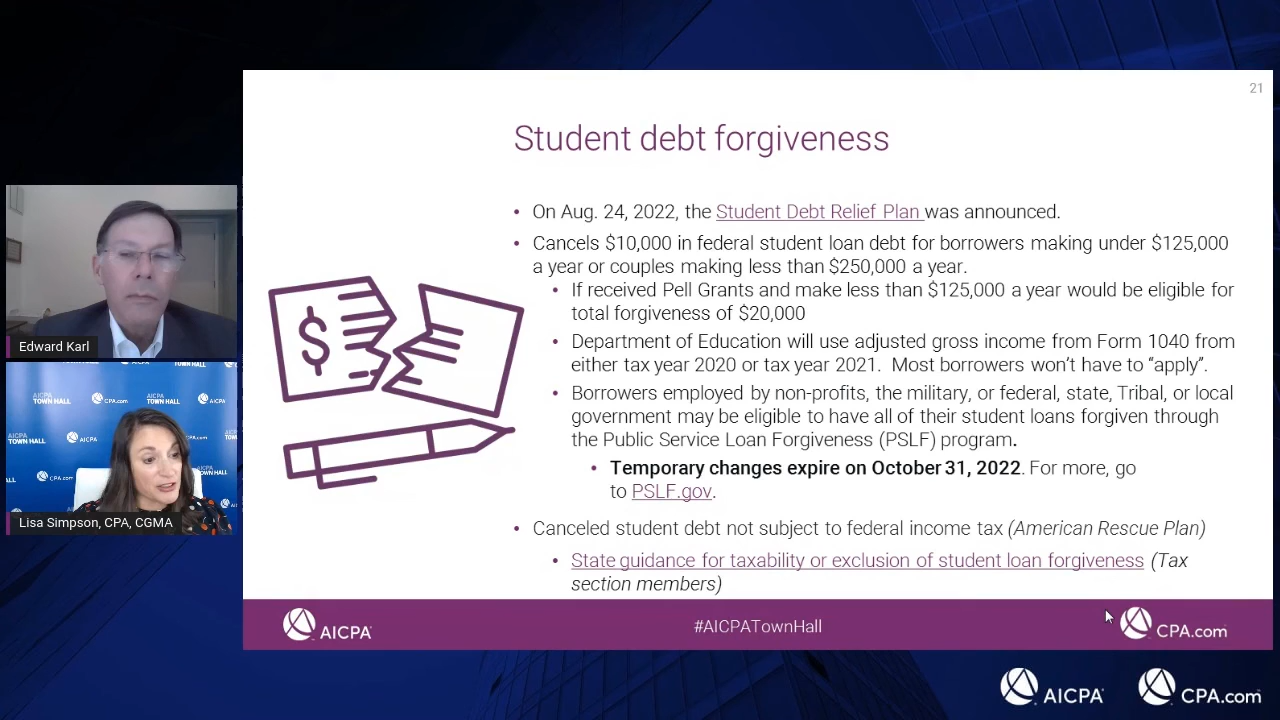 21
Student debt forgiveness
• On Aug. 24, 2022, the Student Debt Relief Plan was announced.
• Cancels $10,000 in federal student loan debt for borrowers making under $125,000
a year or couples making less than $250,000 a year.
• If received Pell Grants and make less than $125,000 a year would be eligible for
total forgiveness of $20,000
• Department of Education will use adjusted gross income from Form 1040 from
either tax year 2020 or tax year 2021. Most borrowers won’t have to “apply”.
• Borrowers employed by non-profits, the military, or federal, state, Tribal, or local
government may be eligible to have all of their student loans forgiven through
the Public Service Loan Forgiveness (PSLF) program.
• Temporary changes expire on October 31, 2022. For more, go
to PSLF.gov.
• Canceled student debt not subject to federal income tax (American Rescue Plan)
• State guidance for taxability or exclusion of student loan forgiveness (Tax
section members)
$
Edward Karl
AICPA
TOWN HALL
CPA.com
AICPA
Lisa Simpson, CPA, CGMA
AICPA
#AICPATownHall
CPA.com
AICPA
CPA.com